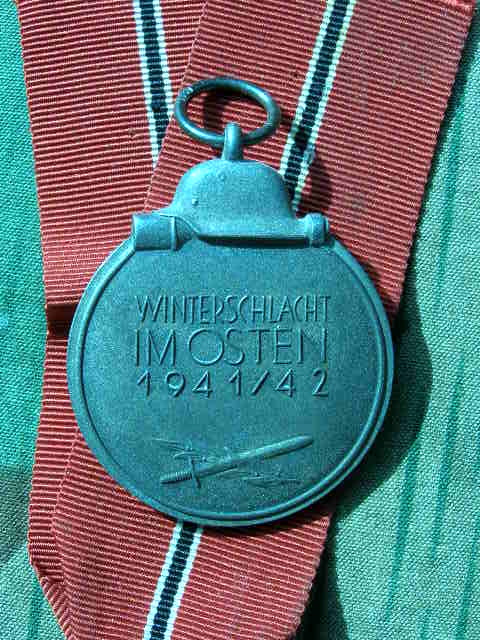 WINTERSCHLACHT
IM OSTEN
1941/42